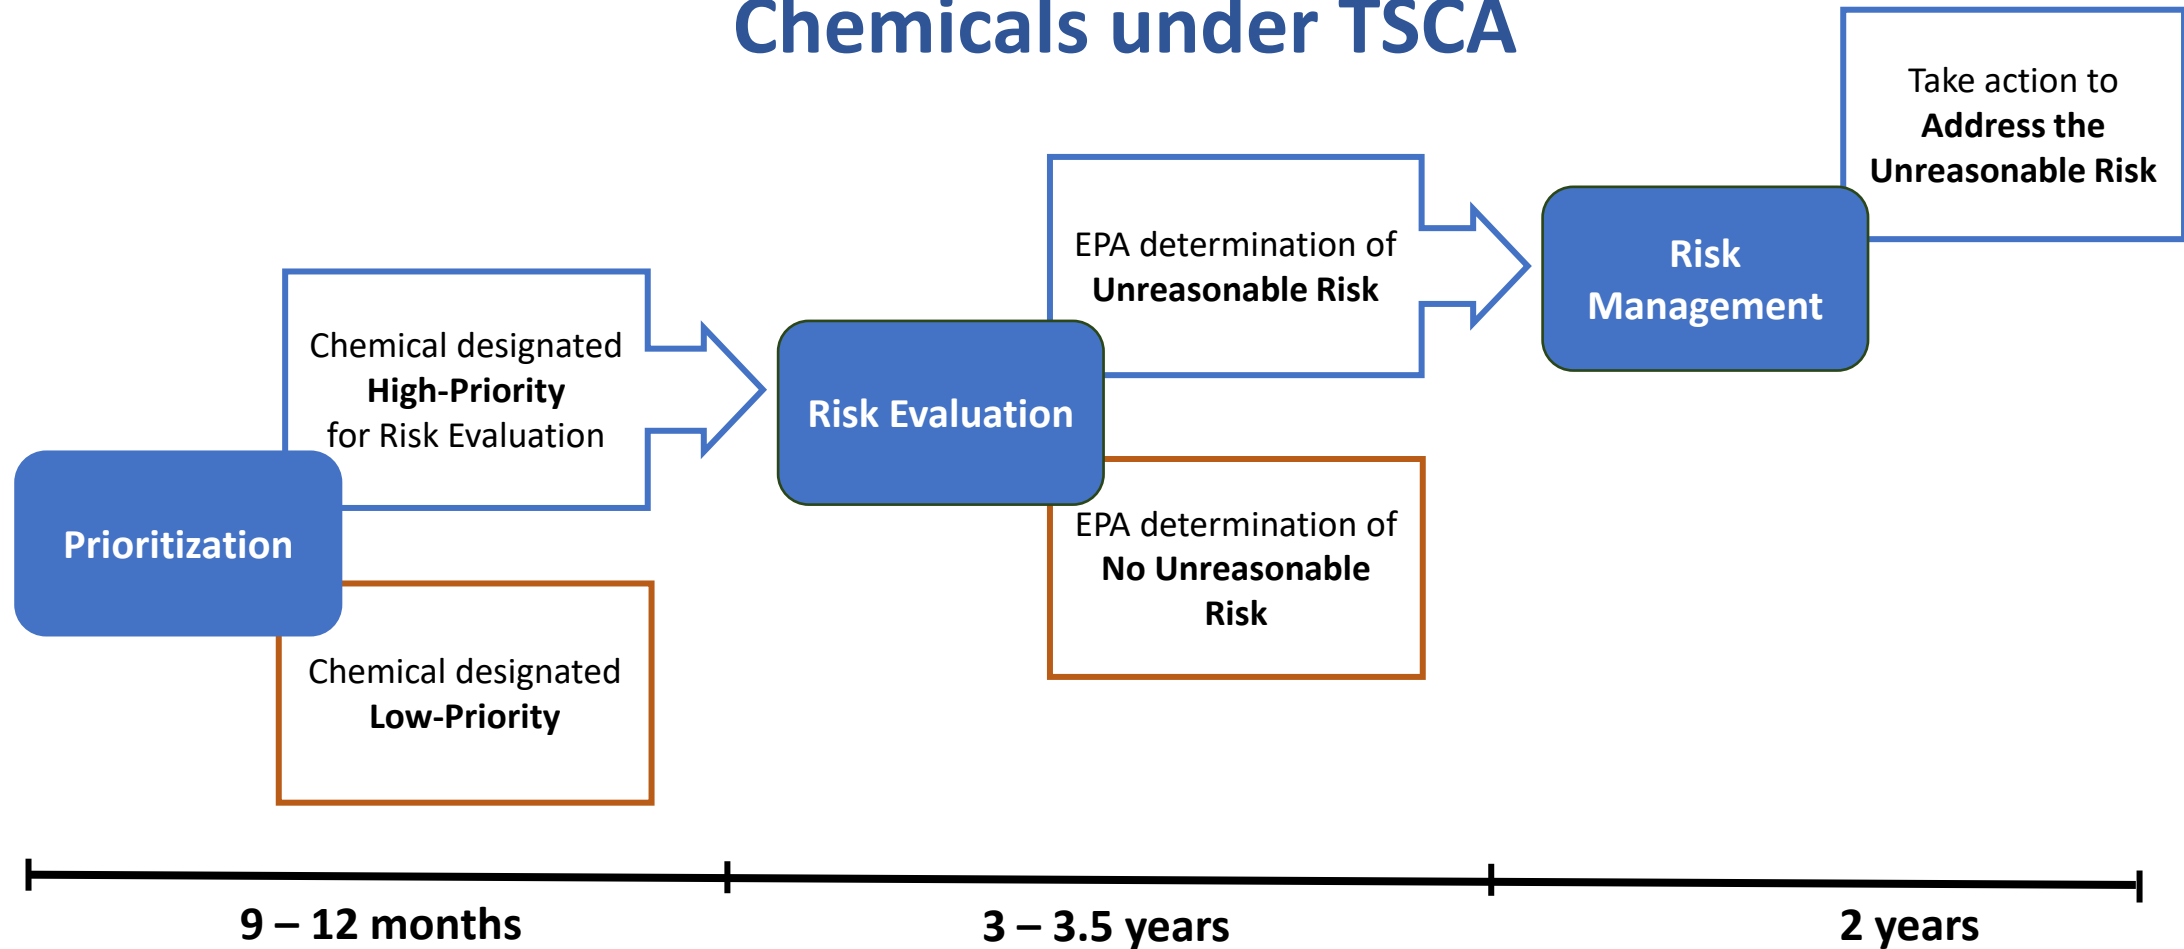 Chemicals under TSCA
Prioritization
Chemical designated
High-Priority
for Risk Evaluation
Chemical designated
Low-Priority
Risk Evaluation
EPA determination of
Unreasonable Risk
EPA determination of
No Unreasonable
Risk
Risk
Management
Take action to
Address the
Unreasonable Risk
9 – 12 months
3 – 3.5 years
2 years